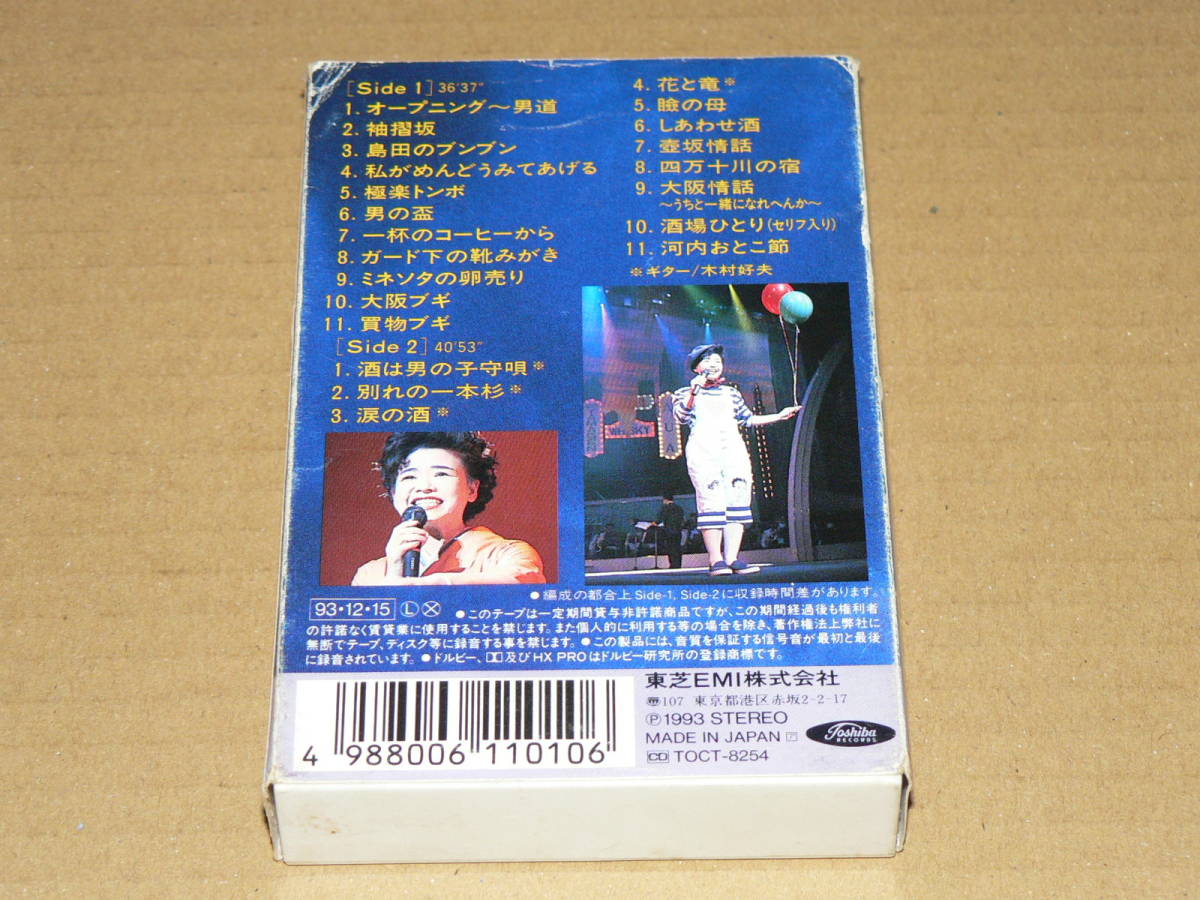 [Side 1] 36'37"
1. オープニング〜男道
2. 袖摺坂
3. 島田のブンブン
4. 私がめんどうみてあげる
5. 極楽トンボ
6. 男の盃
7. 一杯のコーヒーから
8. ガード下の靴みがき
9. ミネソタの卵売り
10. 大阪ブギ
11. 買物ブギ
[Side 2] 40'53"
1. 酒は男の子守唄※
2. 別れの一本杉※
3. 涙の酒※
4. 花と竜※
5. 瞼の母
6. しあわせ酒
7. 壺坂情話
8. 四万十川の宿
9. 大阪情話
〜うちと一緒になれへんか〜
10. 酒場ひとり(セリフ入り)
11. 河内おとこ節
※ギター/木村好夫
WHISKY
●編成の都合上Side-1, Side-2に収録時間差があります。
93・12・15 Ⓛ Ⓧ ●このテープは一定期間貸与非許諾商品ですが、この期間経過後も権利者
の許諾なく賃貸業に使用することを禁じます。また個人的に利用する等の場合を除き、著作権法上弊社に
無断でテープ、ディスク等に録音する事を禁じます。●この製品には、音質を保証する信号音が最初と最後
に録音されています。●ドルビー、及びHX PROはドルビー研究所の登録商標です。
4 988006 110106
東芝EMI株式会社
〠107 東京都港区赤坂2-2-17
Ⓟ1993 STEREO
MADE IN JAPAN ア
CD TOCT-8254
Toshiba
RECORDS